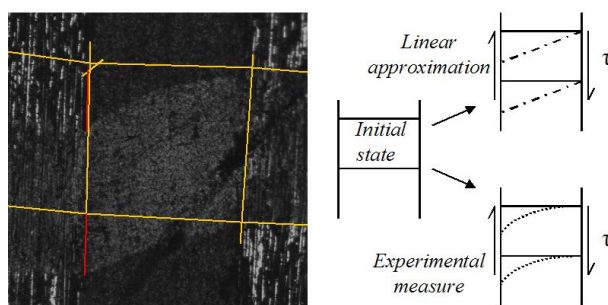 Linear
approximation
τ
Initial
state
τ
Experimental
measure